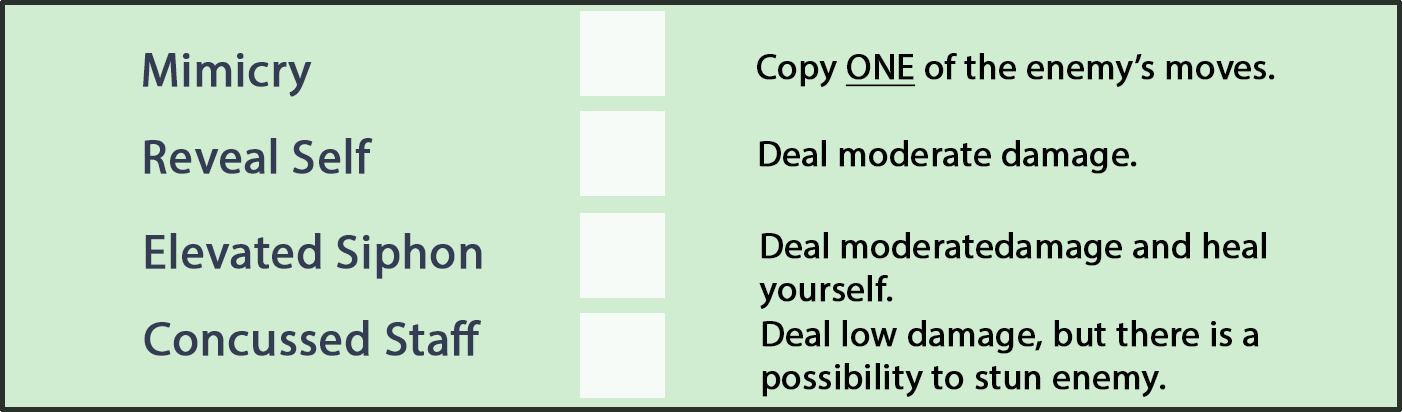 Mimicry
Copy ONE of the enemy’s moves.
Reveal Self
Deal moderate damage.
Elevated Siphon
Deal moderatedamage and heal
yourself.
Concussed Staff
Deal low damage, but there is a
possibility to stun enemy.